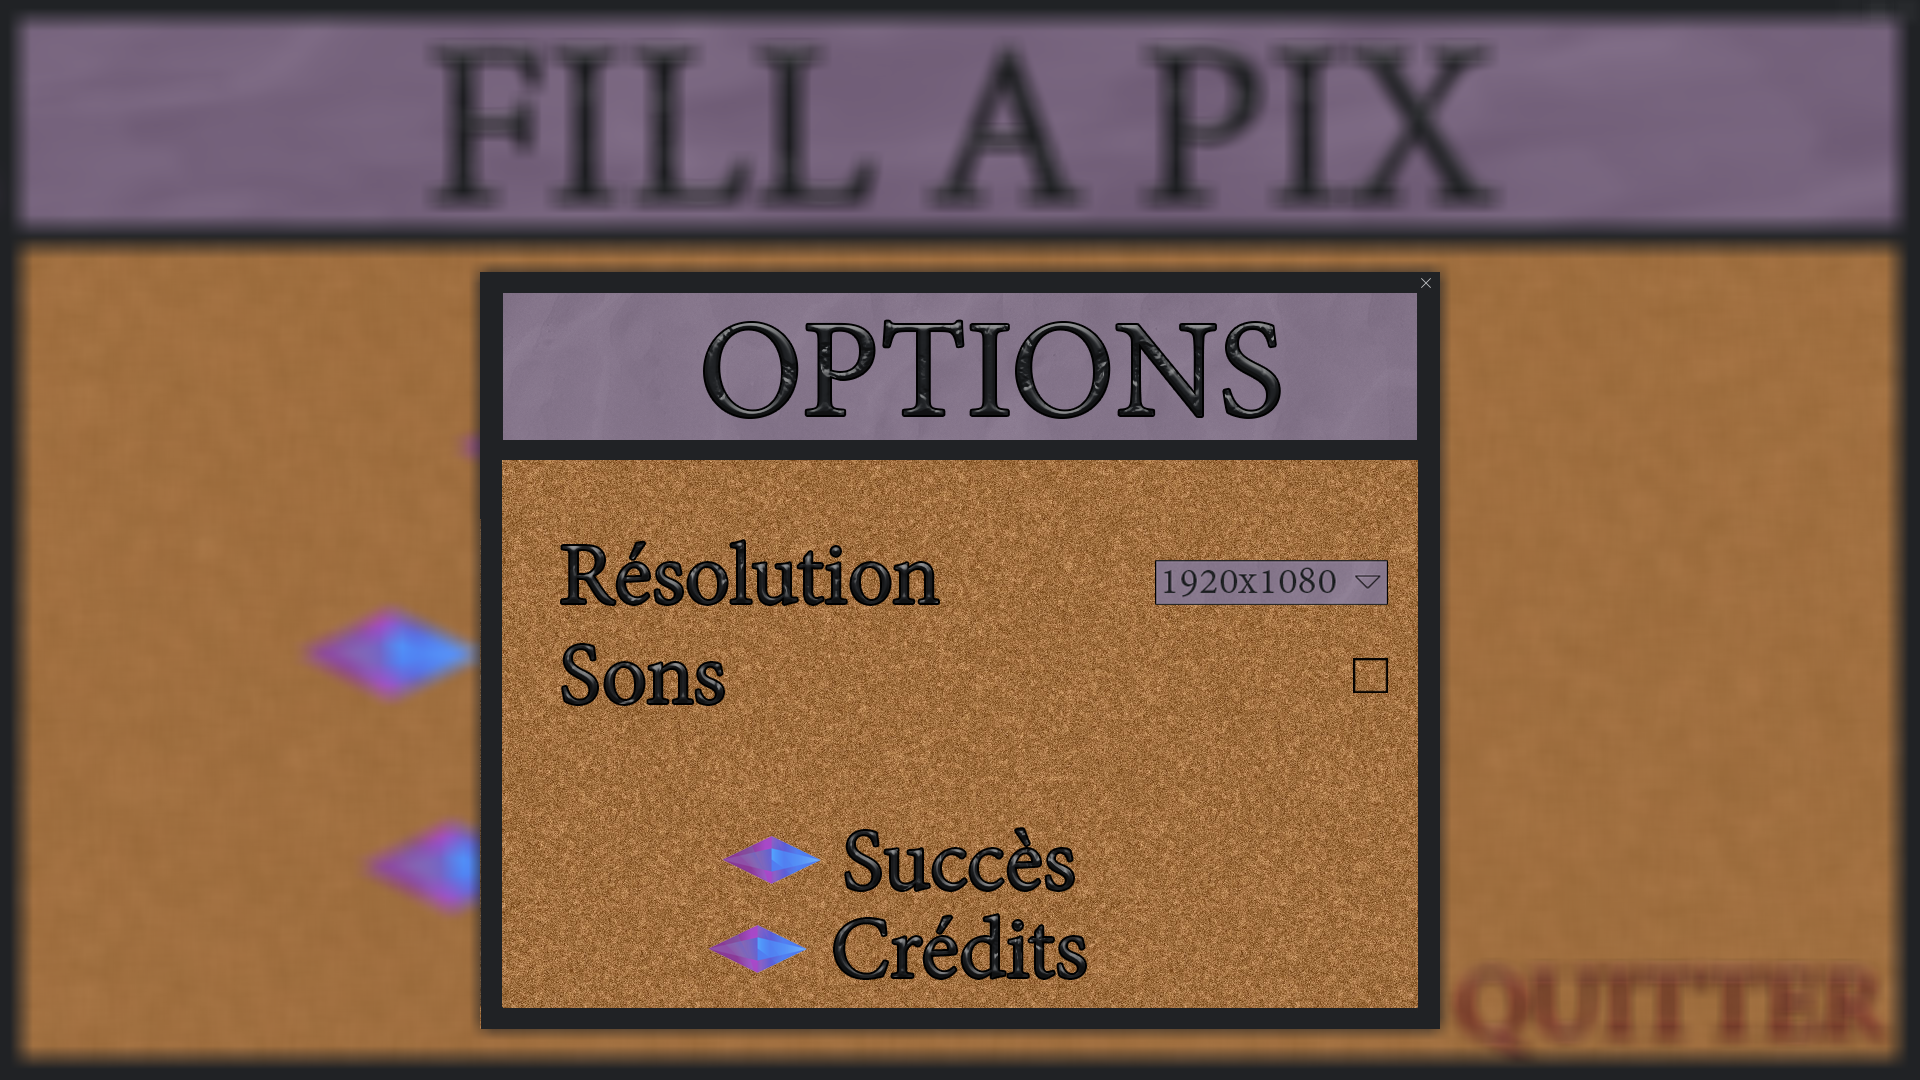 FILL A PIX
OPTIONS
Résolution
1920x1080
Sons
Succès
Crédits
QUITTER